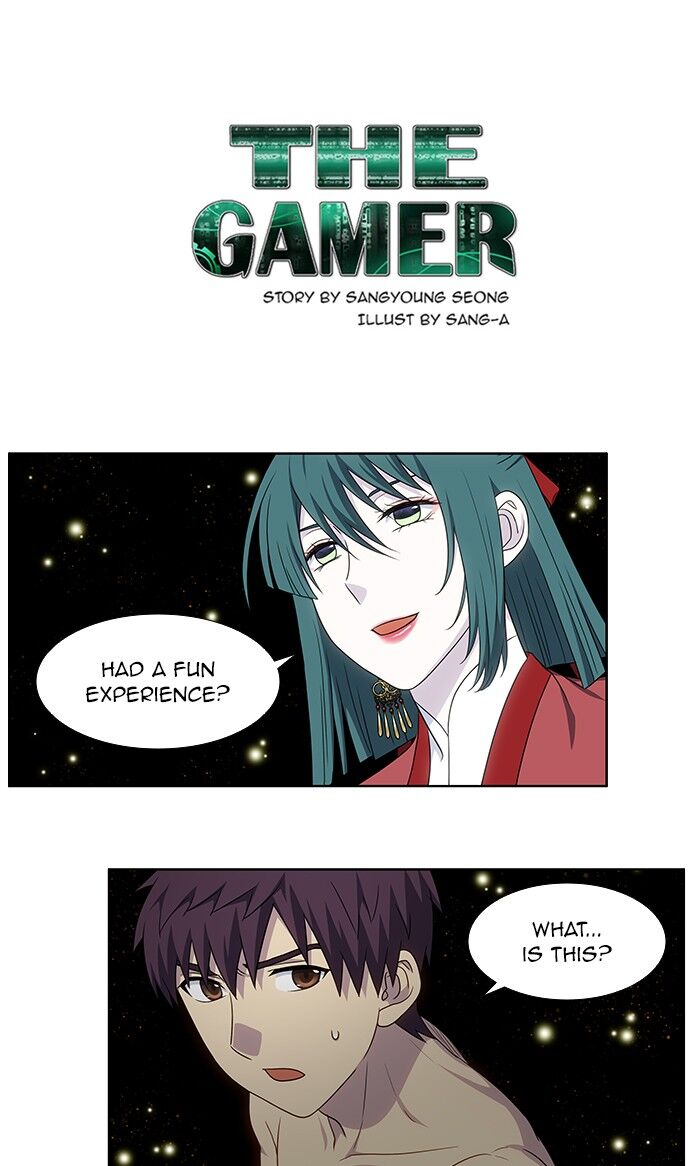 THE
GAMER
STORY BY SANGYOUNG SEONG
ILLUST BY SANG-A
HAD A FUN
EXPERIENCE?
WHAT...
IS THIS?